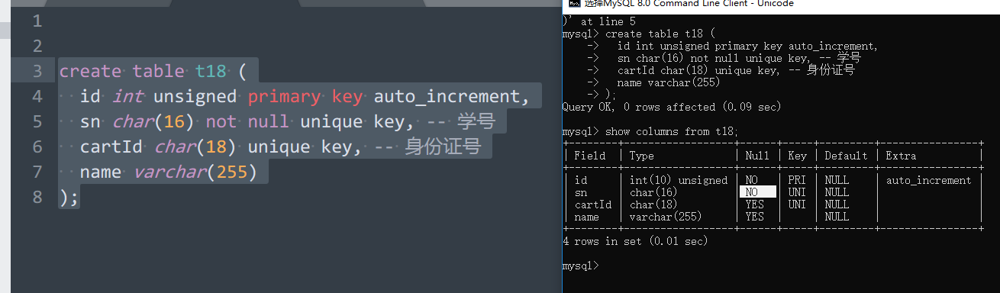 1
2
3 create table t18 (
4 id int unsigned primary key auto_increment,
5 sn char(16) not null unique key, -- 学号
6 cartId char(18) unique key, -- 身份证号
7 name varchar(255)
8 );
选择MySQL 8.0 Command Line Client - Unicode
)' at line 5
mysql> create table t18 (
    ->   id int unsigned primary key auto_increment,
    ->   sn char(16) not null unique key, -- 学号
    ->   cartId char(18) unique key, -- 身份证号
    ->   name varchar(255)
    -> );
Query OK, 0 rows affected (0.09 sec)
mysql> show columns from t18;
+--------+------------------+------+-----+---------+----------------+
| Field  | Type             | Null | Key | Default | Extra          |
+--------+------------------+------+-----+---------+----------------+
| id     | int(10) unsigned | NO   | PRI | NULL    | auto_increment |
| sn     | char(16)         | NO   | UNI | NULL    |                |
| cartId | char(18)         | YES  | UNI | NULL    |                |
| name   | varchar(255)     | YES  |     | NULL    |                |
+--------+------------------+------+-----+---------+----------------+
4 rows in set (0.01 sec)
mysql>